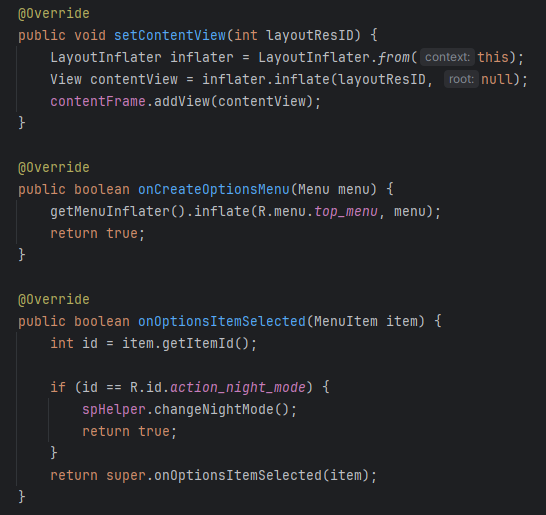 @Override
public void setContentView(int layoutResID) {
    LayoutInflater inflater = LayoutInflater.from( context: this);
    View contentView = inflater.inflate(layoutResID, root: null);
    contentFrame.addView(contentView);
}

@Override
public boolean onCreateOptionsMenu(Menu menu) {
    getMenuInflater().inflate(R.menu.top_menu, menu);
    return true;
}

@Override
public boolean onOptionsItemSelected(MenuItem item) {
    int id = item.getItemId();

    if (id == R.id.action_night_mode) {
        spHelper.changeNightMode();
        return true;
    }
    return super.onOptionsItemSelected(item);
}